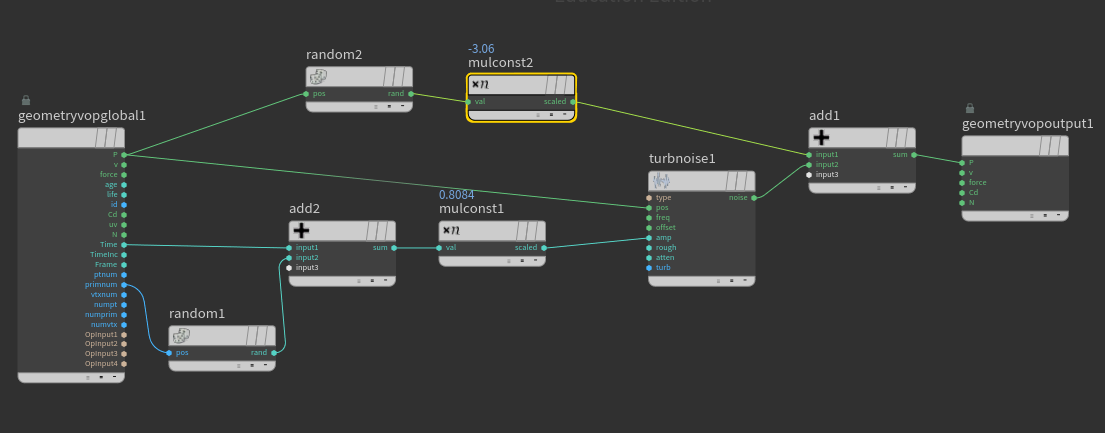 Education Edition
-3.06
random2
mulconst2
pos rand
val scaled
geometryvopglobal1
P
v
force
age
life
id
Cd
uv
N
Time
TimeInc
Frame
ptnum
primnum
vtxnum
numpt
numprim
numvtx
OpInput1
OpInput2
OpInput3
OpInput4
random1
pos rand
add2
input1 sum
input2
input3
0.8084
mulconst1
val scaled
turbnoise1
type noise
pos
freq
offset
amp
rough
atten
turb
add1
input1 sum
input2
input3
geometryvopoutput1
P
v
force
Cd
N